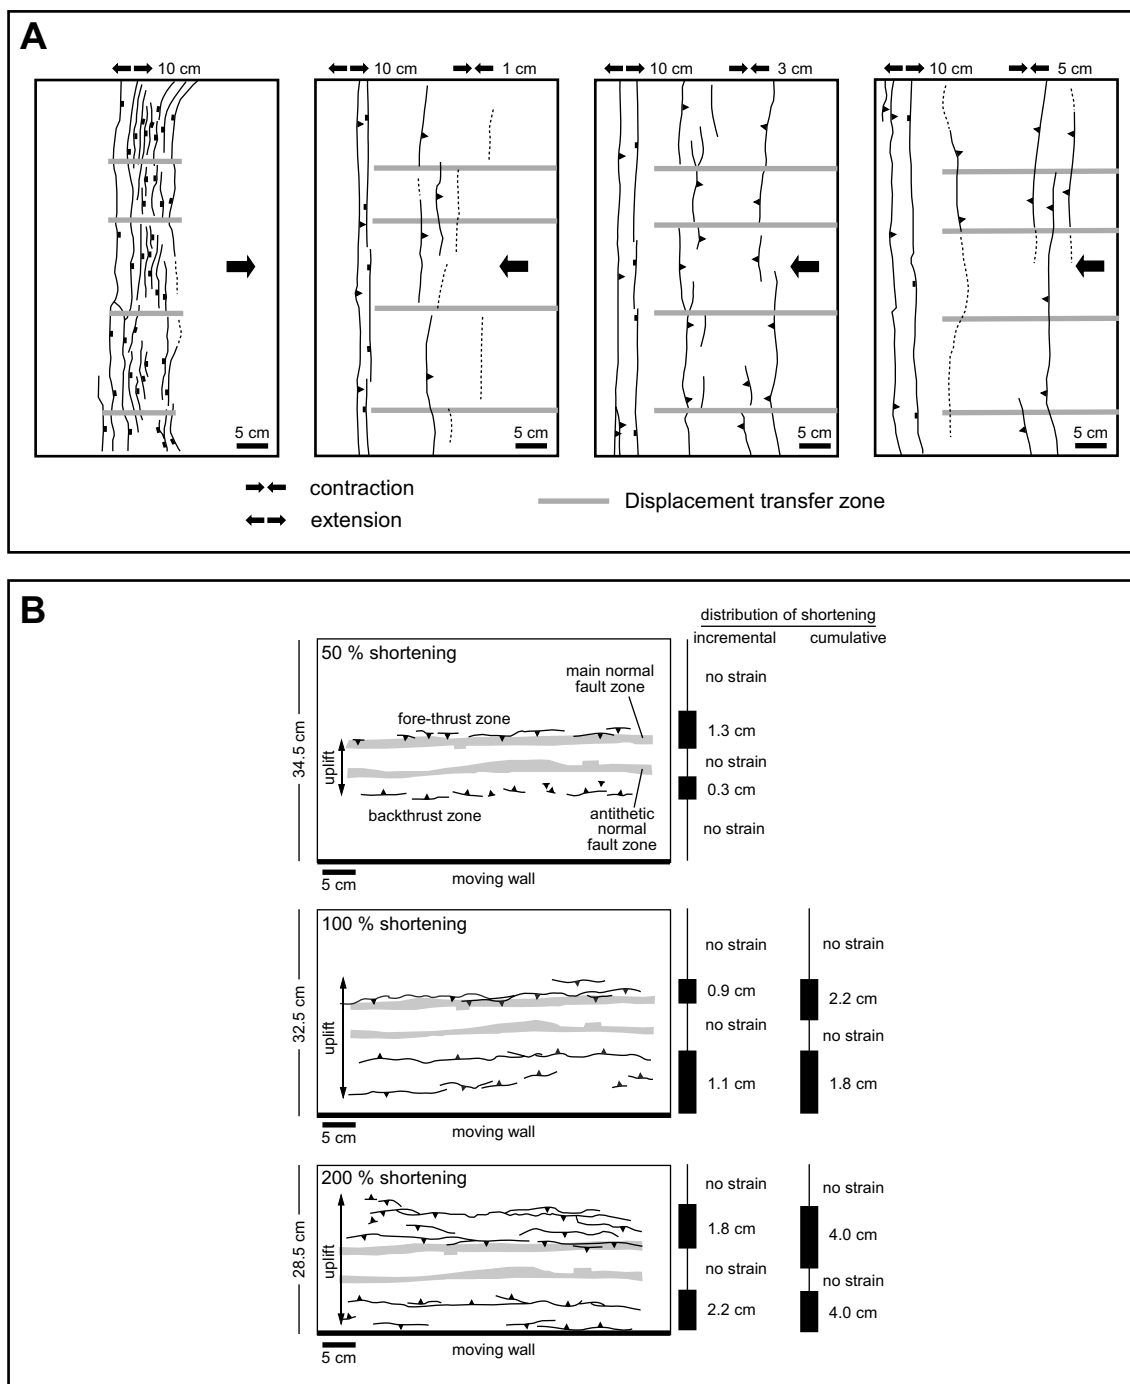 A
10 cm
10 cm 1 cm
10 cm 3 cm
10 cm 5 cm
5 cm
5 cm
5 cm
5 cm
contraction
extension
Displacement transfer zone
B
distribution of shortening
incremental cumulative
50 % shortening
main normal
fault zone
fore-thrust zone
34.5 cm
uplift
backthrust zone
antithetic
normal
fault zone
5 cm
moving wall
no strain
1.3 cm
no strain
0.3 cm
no strain
100 % shortening
32.5 cm
uplift
5 cm
moving wall
no strain
0.9 cm
no strain
1.1 cm
no strain
2.2 cm
no strain
1.8 cm
200 % shortening
28.5 cm
uplift
5 cm
moving wall
no strain
1.8 cm
no strain
2.2 cm
no strain
4.0 cm
no strain
4.0 cm